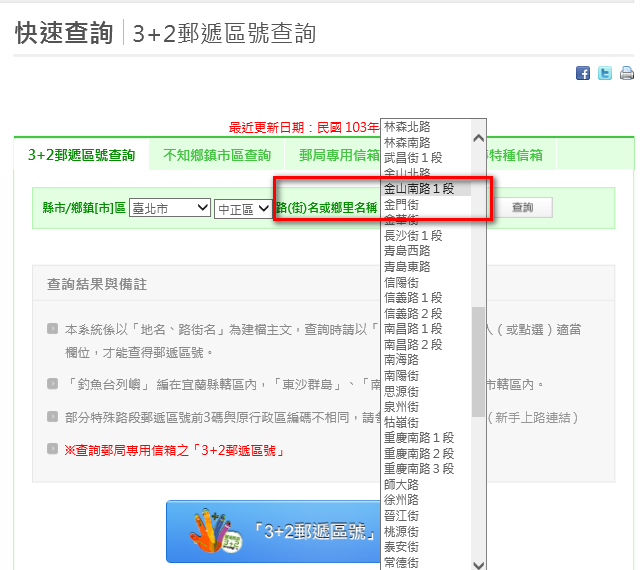 快速查詢 3+2郵遞區號查詢
最近更新日期：民國 103年
3+2郵遞區號查詢 不知鄉鎮市區查詢 郵局專用信箱 特種信箱
縣市/鄉鎮[市]區 臺北市 中正區 路(街)名或鄉里名稱 查詢
林森北路
林森南路
武昌街１段
金山北路
金山南路１段
金門街
金華街
長沙街１段
青島西路
青島東路
信陽街
信義路１段
信義路２段
南昌路１段
南昌路２段
南海路
南陽街
思源街
泉州街
牯嶺街
重慶南路１段
重慶南路２段
重慶南路３段
師大路
徐州路
晉江街
桃源街
泰安街
常德街
查詢結果與備註
本系統係以「地名、路街名」為建檔主文，查詢時請以「 入（或點選）適當
欄位，才能查得郵遞區號。
「釣魚台列嶼」 編在宜蘭縣轄區內，「東沙群島」、「南 市轄區內。
部分特殊路段郵遞區號前3碼與原行政區編碼不相同，請 （新手上路連結）
※查詢郵局專用信箱之「3+2郵遞區號」
「3+2郵遞區號」